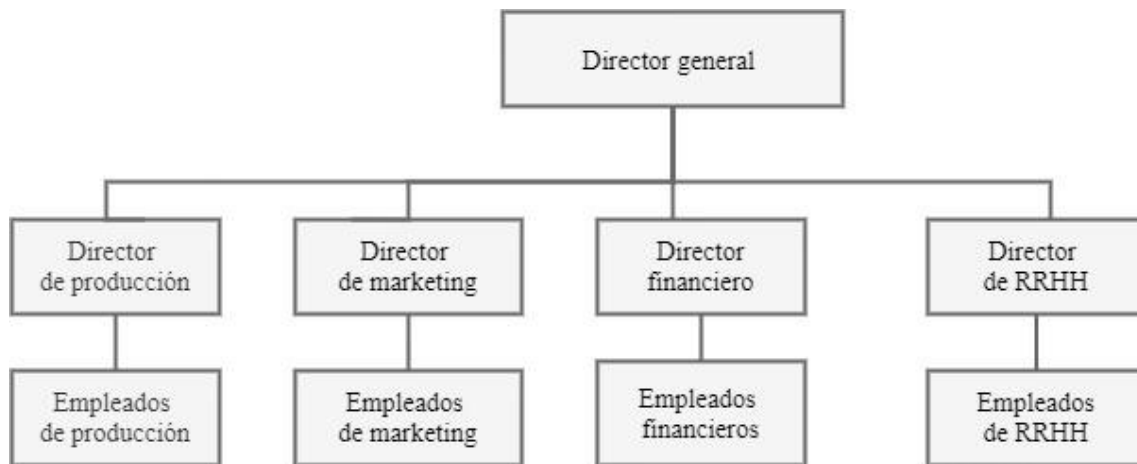 Director general
Director
de producción
Director
de marketing
Director
financiero
Director
de RRHH
Empleados
de producción
Empleados
de marketing
Empleados
financieros
Empleados
de RRHH